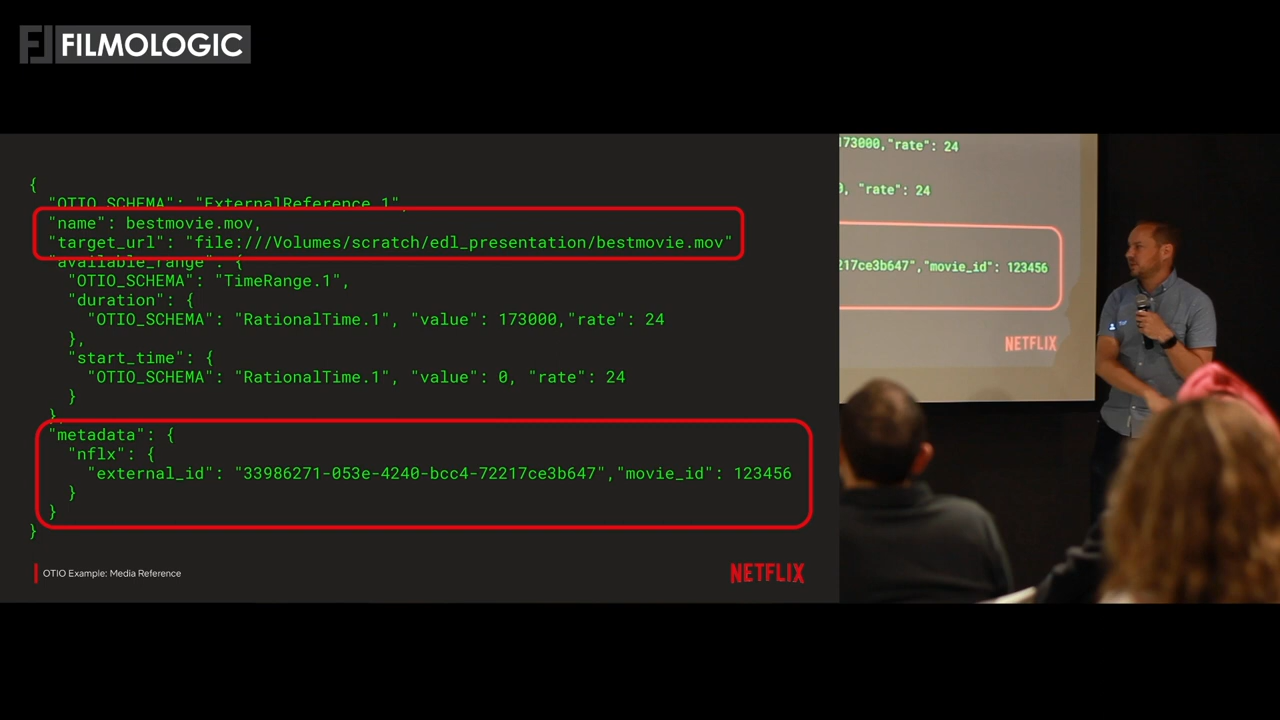 FILMOLOGIC
{
"OTIO_SCHEMA": "ExternalReference.1",
"name": bestmovie.mov,
"target_url": "file:///Volumes/scratch/edl_presentation/bestmovie.mov"
"available_range": {
"OTIO_SCHEMA": "TimeRange.1",
"duration": {
"OTIO_SCHEMA": "RationalTime.1", "value": 173000,"rate": 24
},
"start_time": {
"OTIO_SCHEMA": "RationalTime.1", "value": 0, "rate": 24
}
},
"metadata": {
"nflx": {
"external_id": "33986271-053e-4240-bcc4-72217ce3b647","movie_id": 123456
}
}
}
OTIO Example: Media Reference
NETFLIX
173000,"rate": 24
0, "rate": 24
217ce3b647","movie_id": 123456
NETFLIX